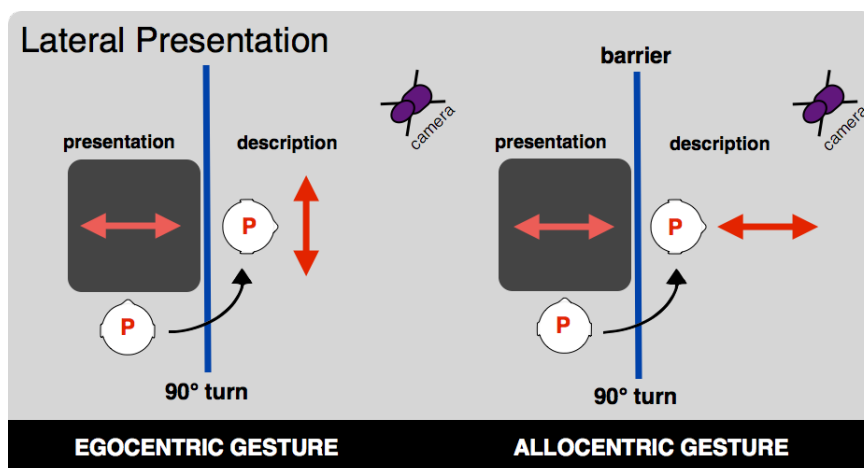 Lateral Presentation
presentation
description
camera
P
P
90° turn
EGOCENTRIC GESTURE
barrier
presentation
description
camera
P
P
90° turn
ALLOCENTRIC GESTURE